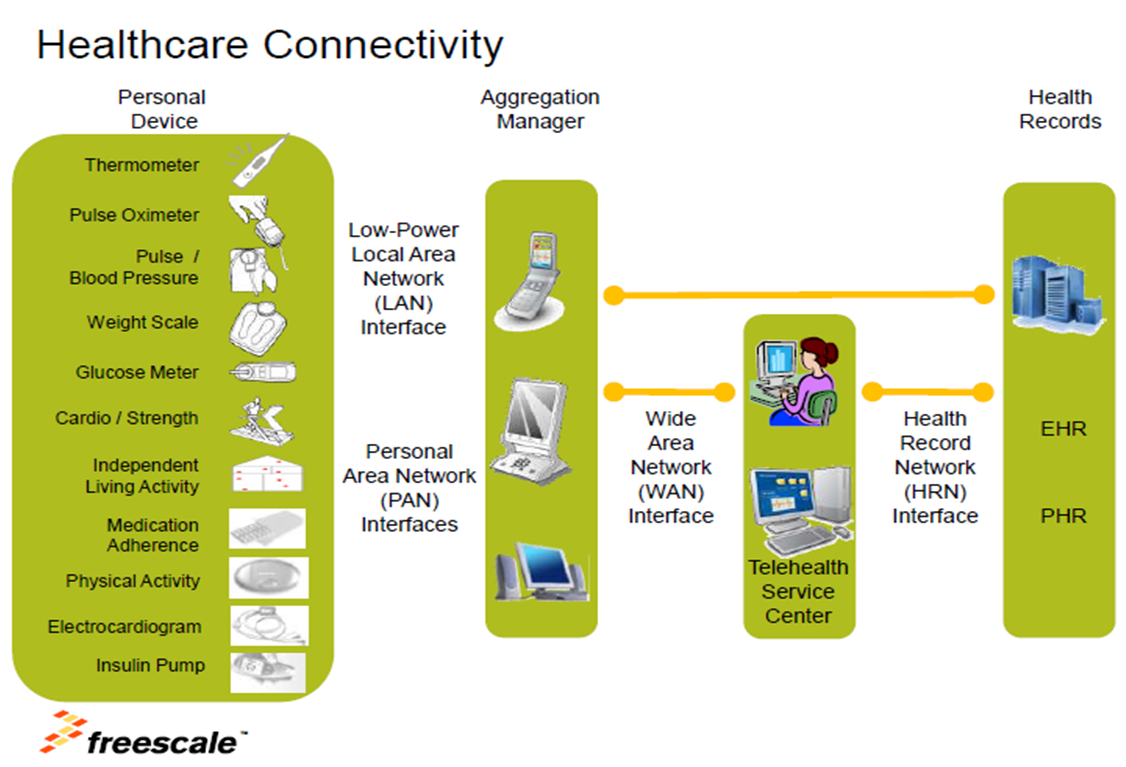 Healthcare Connectivity
Personal
Device
Thermometer
Pulse Oximeter
Pulse /
Blood Pressure
Weight Scale
Glucose Meter
Cardio / Strength
Independent
Living Activity
Medication
Adherence
Physical Activity
Electrocardiogram
Insulin Pump
Low-Power
Local Area
Network
(LAN)
Interface
Personal
Area Network
(PAN)
Interfaces
Aggregation
Manager
Wide
Area
Network
(WAN)
Interface
Telehealth
Service
Center
Health
Record
Network
(HRN)
Interface
Health
Records
EHR
PHR
freescale™